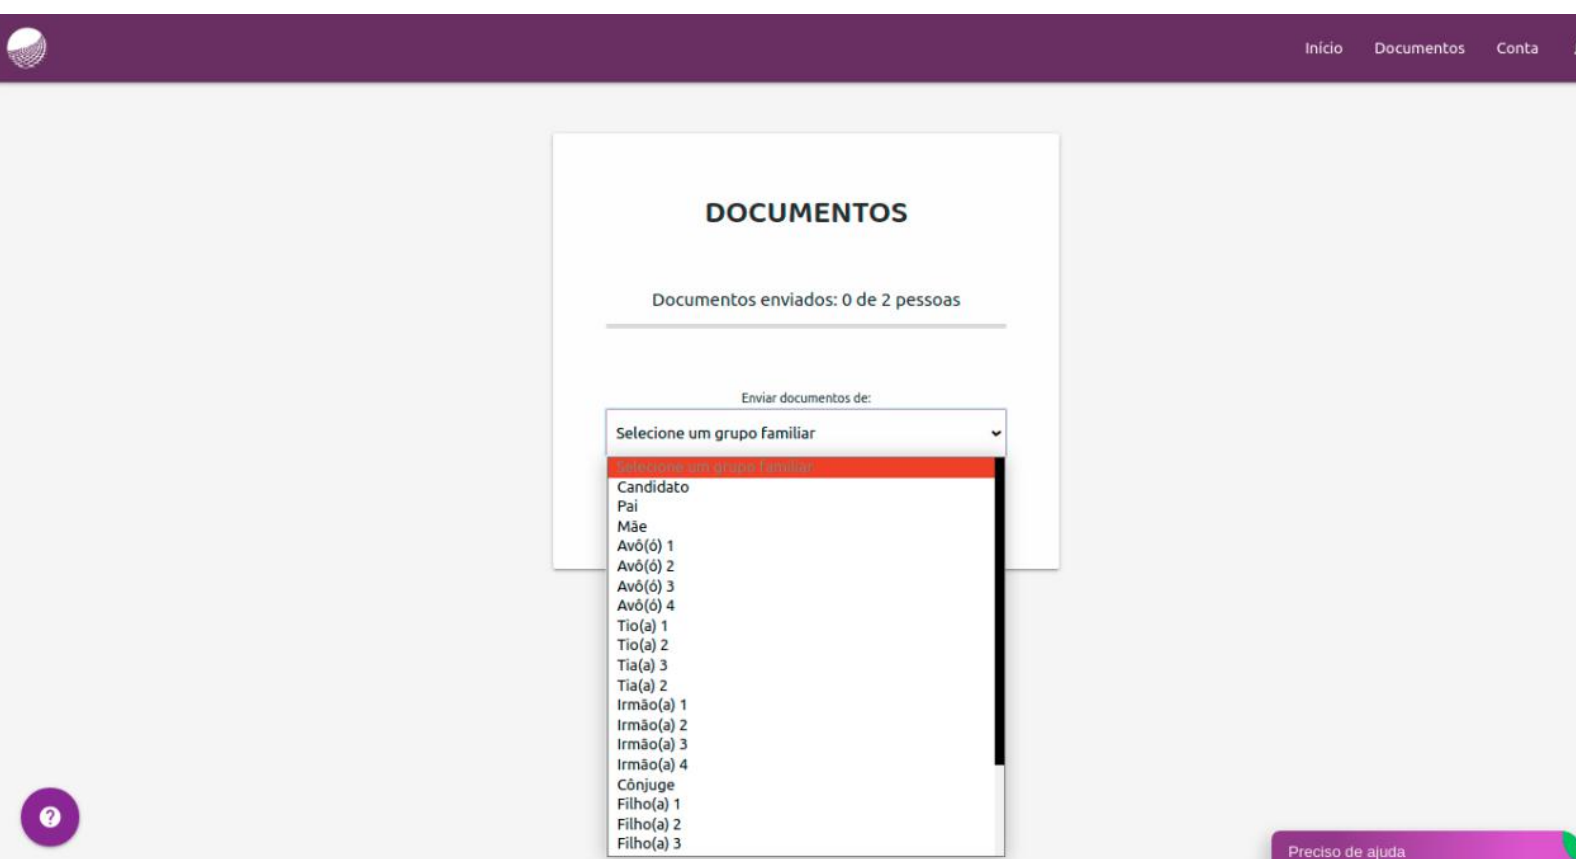 Início Documentos Conta
DOCUMENTOS
Documentos enviados: 0 de 2 pessoas
Enviar documentos de:
Selecione um grupo familiar
Selecione um grupo familiar
Candidato
Pai
Mãe
Avô(ó) 1
Avô(ó) 2
Avô(ó) 3
Avô(ó) 4
Tio(a) 1
Tio(a) 2
Tia(a) 3
Tia(a) 2
Irmão(a) 1
Irmão(a) 2
Irmão(a) 3
Irmão(a) 4
Cônjuge
Filho(a) 1
Filho(a) 2
Filho(a) 3
?
Preciso de ajuda